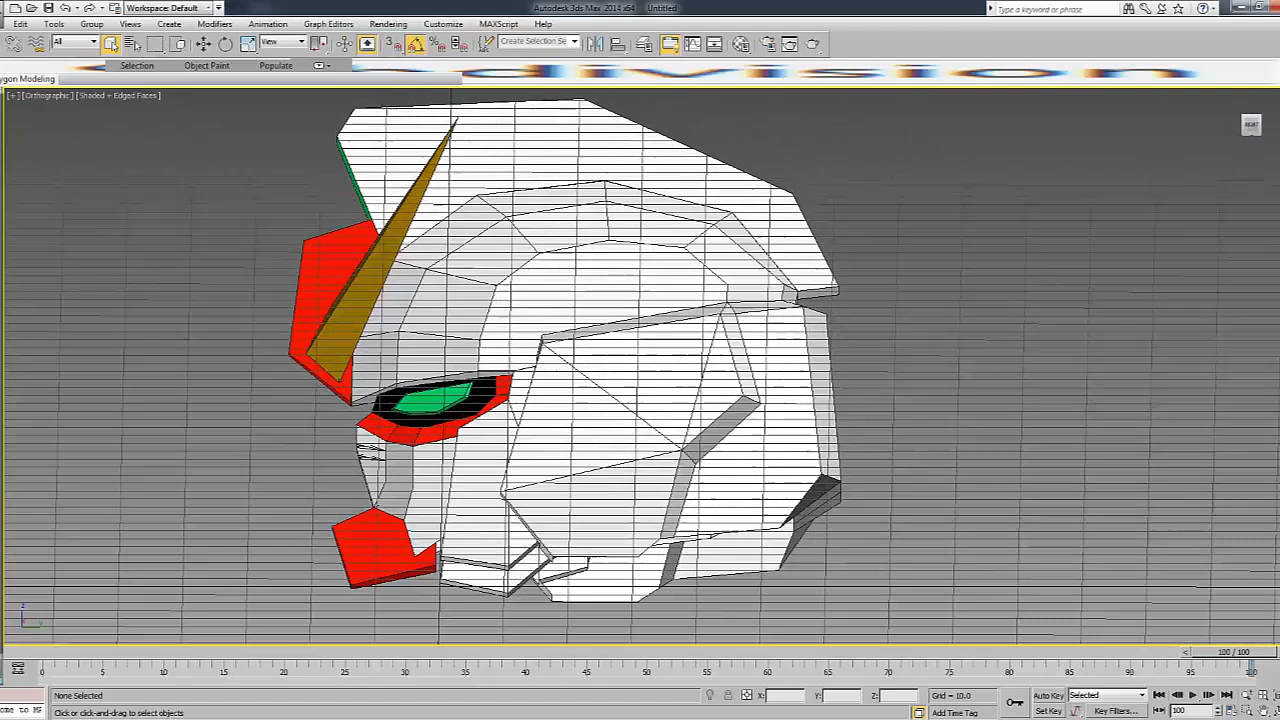 Workspace: Default
Autodesk 3ds Max 2014 x64    Untitled
Type a keyword or phrase
Edit Tools Group Views Create Modifiers Animation Graph Editors Rendering Customize MAXScript Help
All View Create Selection Se
Selection Object Paint Populate
ygon Modeling
[+] [Orthographic] [Shaded + Edged Faces]
RIGHT
z
100 / 100
0 5 10 15 20 25 30 35 40 45 50 55 60 65 70 75 80 85 90 95 100
None Selected X: Y: Z: Grid = 10.0 Auto Key Selected
ome to MF Click or click-and-drag to select objects Add Time Tag Set Key Key Filters... 100